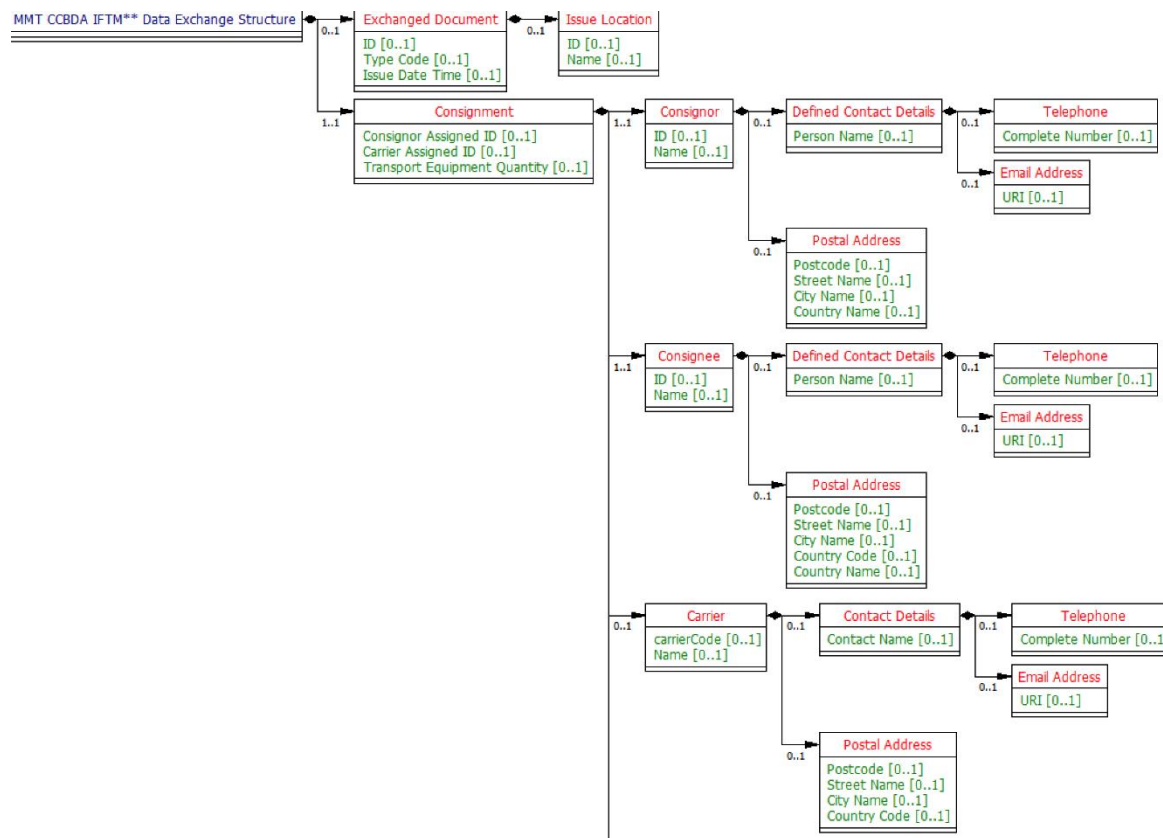 MMT CCBDA IFTM** Data Exchange Structure
0..1
Exchanged Document
ID [0..1]
Type Code [0..1]
Issue Date Time [0..1]
0..1
Issue Location
ID [0..1]
Name [0..1]
1..1
Consignment
Consignor Assigned ID [0..1]
Carrier Assigned ID [0..1]
Transport Equipment Quantity [0..1]
1..1
Consignor
ID [0..1]
Name [0..1]
0..1
Defined Contact Details
Person Name [0..1]
0..1
Telephone
Complete Number [0..1]
0..1
Email Address
URI [0..1]
0..1
Postal Address
Postcode [0..1]
Street Name [0..1]
City Name [0..1]
Country Name [0..1]
1..1
Consignee
ID [0..1]
Name [0..1]
0..1
Defined Contact Details
Person Name [0..1]
0..1
Telephone
Complete Number [0..1]
0..1
Email Address
URI [0..1]
0..1
Postal Address
Postcode [0..1]
Street Name [0..1]
City Name [0..1]
Country Code [0..1]
Country Name [0..1]
0..1
Carrier
carrierCode [0..1]
Name [0..1]
0..1
Contact Details
Contact Name [0..1]
0..1
Telephone
Complete Number [0..1
0..1
Email Address
URI [0..1]
0..1
Postal Address
Postcode [0..1]
Street Name [0..1]
City Name [0..1]
Country Code [0..1]